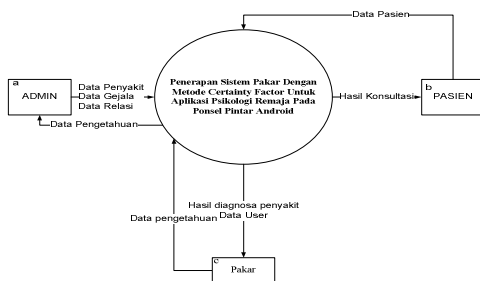 Data Pasien
a
ADMIN
Data Penyakit
Data Gejala
Data Relasi
Data Pengetahuan
Penerapan Sistem Pakar Dengan
Metode Certainty Factor Untuk
Aplikasi Psikologi Remaja Pada
Ponsel Pintar Android
Hasil Konsultasi
b
PASIEN
Hasil diagnosa penyakit
Data User
Data pengetahuan
c
Pakar